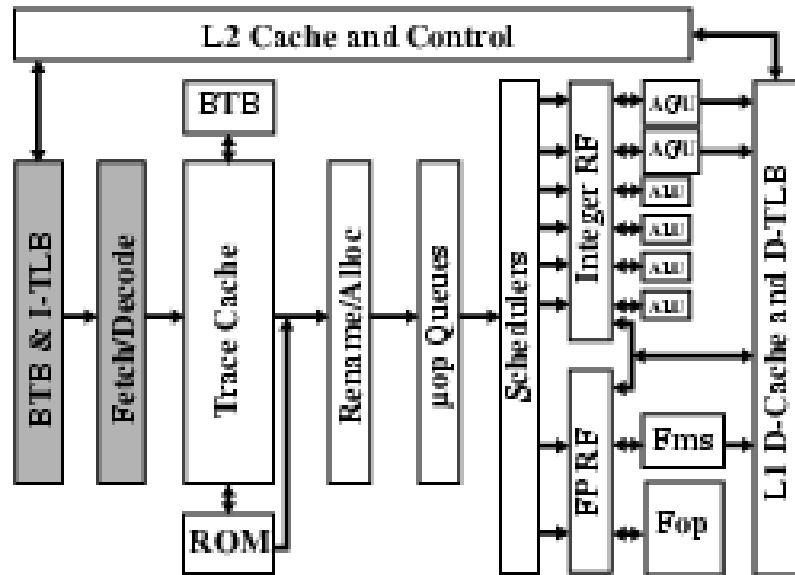 L2 Cache and Control
BTB
BTB & I-TLB
Fetch/Decode
Trace Cache
ROM
Rename/Alloc
µop Queues
Schedulers
Integer RF
FP RF
AGU
AGU
ALU
ALU
ALU
ALU
Fms
Fop
L1 D-Cache and D-TLB